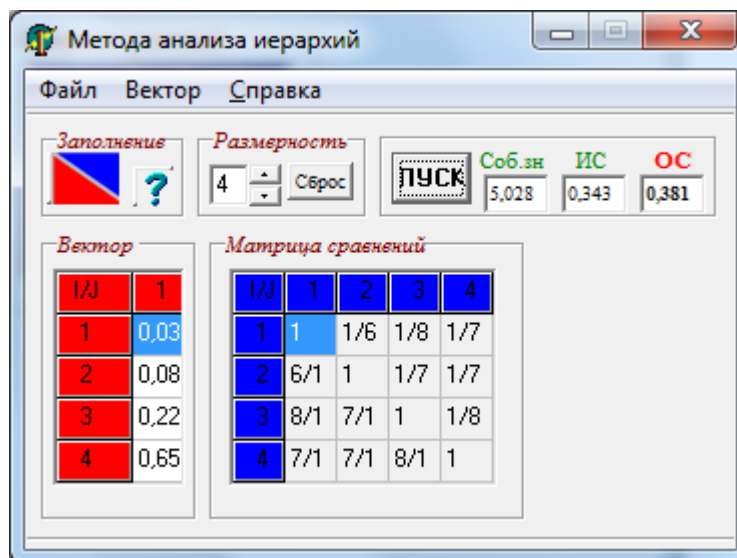 Метода анализа иерархий
Файл Вектор Справка
Заполнение Размерность
? 4 Сброс ПУСК Соб.зн ИС ОС
5,028 0,343 0,381
Вектор Матрица сравнений
I/J 1 I/J 1 2 3 4
1 0,03 1 1 1/6 1/8 1/7
2 0,08 2 6/1 1 1/7 1/7
3 0,22 3 8/1 7/1 1 1/8
4 0,65 4 7/1 7/1 8/1 1